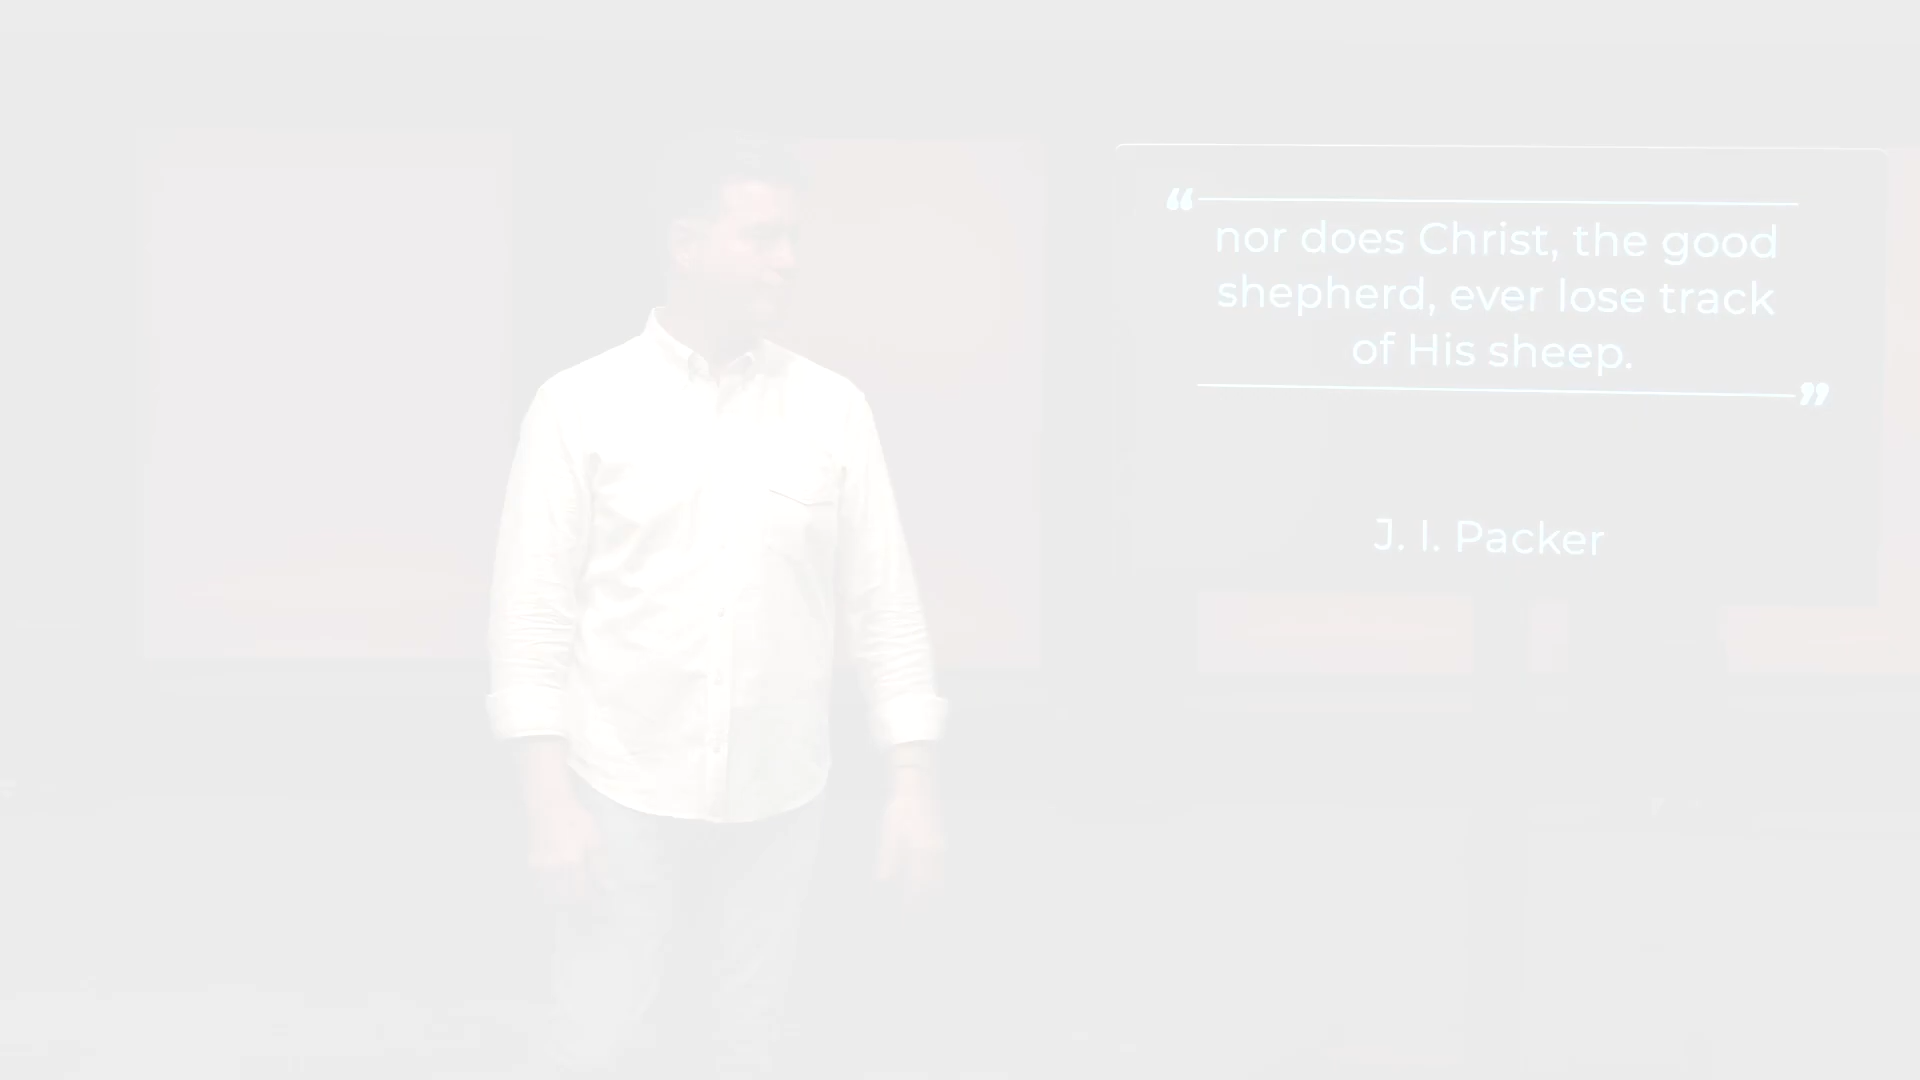 “
nor does Christ, the good
shepherd, ever lose track
of His sheep.
”
J. I. Packer